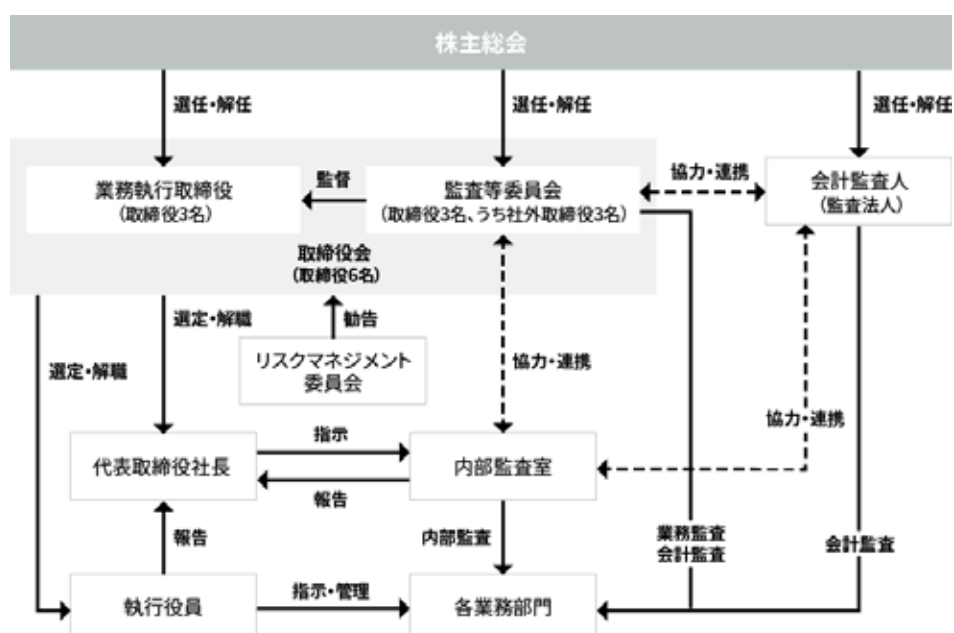 株主総会
選任・解任
選任・解任
選任・解任
業務執行取締役
（取締役3名）
監督
監査等委員会
（取締役3名、うち社外取締役3名）
協力・連携
会計監査人
（監査法人）
取締役会
（取締役6名）
選定・解職
勧告
選定・解職
リスクマネジメント
委員会
協力・連携
協力・連携
代表取締役社長
指示
報告
内部監査室
報告
内部監査
業務監査
会計監査
会計監査
執行役員
指示・管理
各業務部門